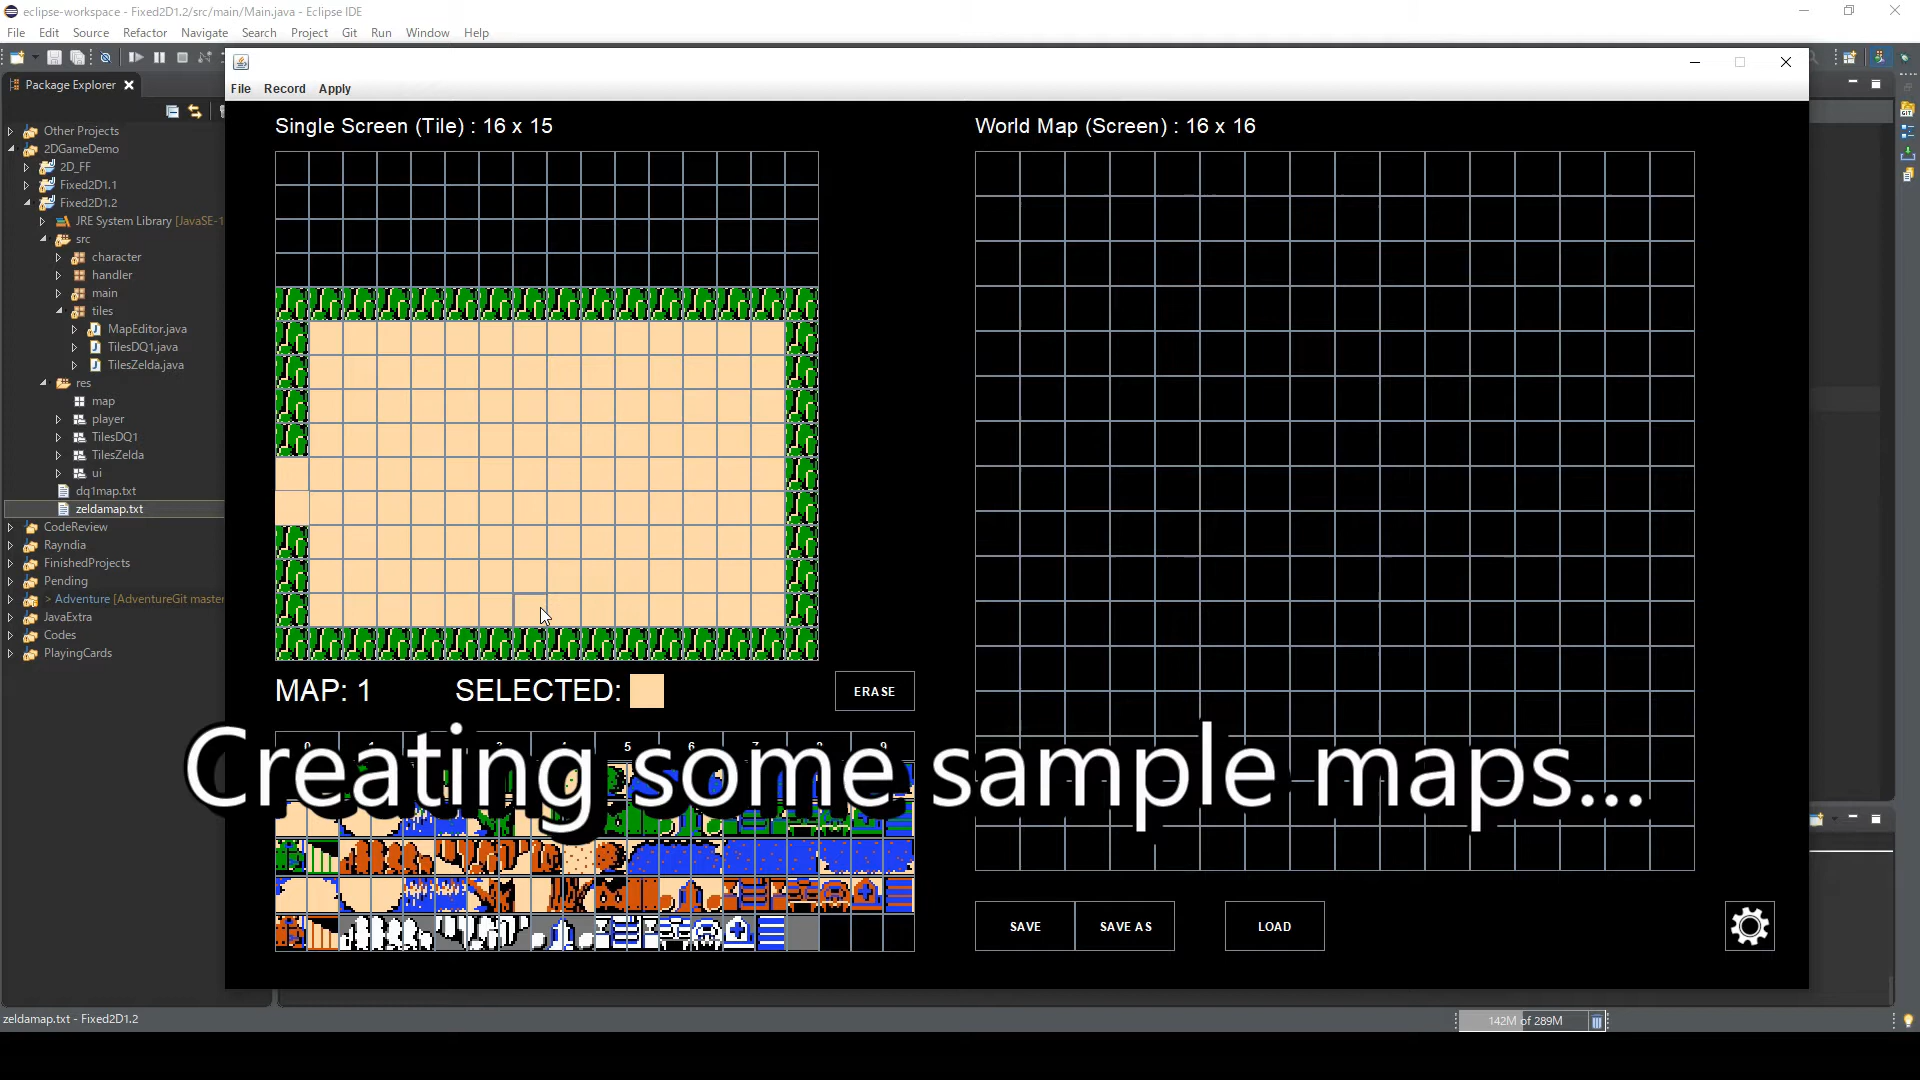 eclipse-workspace - Fixed2D1.2/src/main/Main.java - Eclipse IDE
File Edit Source Refactor Navigate Search Project Git Run Window Help
Package Explorer
File Record Apply
Other Projects
2DGameDemo
2D_FF
Fixed2D1.1
Fixed2D1.2
JRE System Library [JavaSE-1
src
character
handler
main
tiles
MapEditor.java
TilesDQ1.java
TilesZelda.java
res
map
player
TilesDQ1
TilesZelda
ui
dq1map.txt
zeldamap.txt
CodeReview
Rayndia
FinishedProjects
Pending
> Adventure [AdventureGit master
JavaExtra
Codes
PlayingCards
Single Screen (Tile) : 16 x 15
World Map (Screen) : 16 x 16
MAP: 1 SELECTED:
ERASE
5
Creating some sample maps...
SAVE SAVE AS LOAD
zeldamap.txt - Fixed2D1.2
142M of 289M